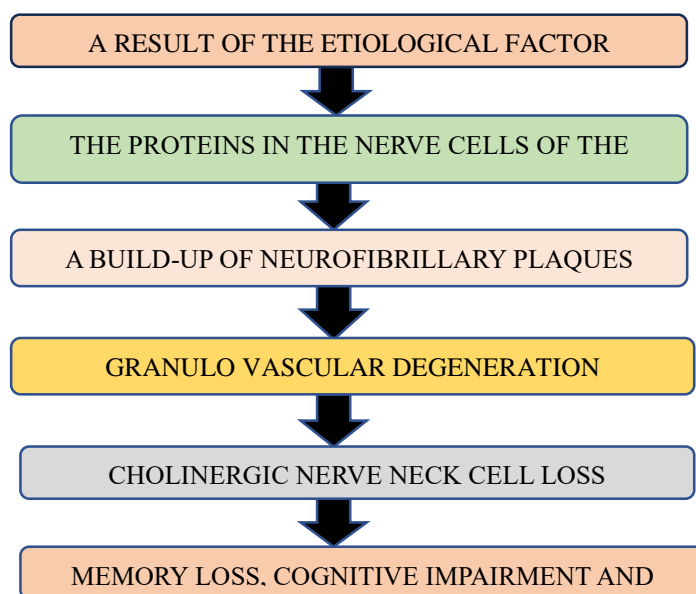 A RESULT OF THE ETIOLOGICAL FACTOR
THE PROTEINS IN THE NERVE CELLS OF THE
A BUILD-UP OF NEUROFIBRILLARY PLAQUES
GRANULO VASCULAR DEGENERATION
CHOLINERGIC NERVE NECK CELL LOSS
MEMORY LOSS, COGNITIVE IMPAIRMENT AND